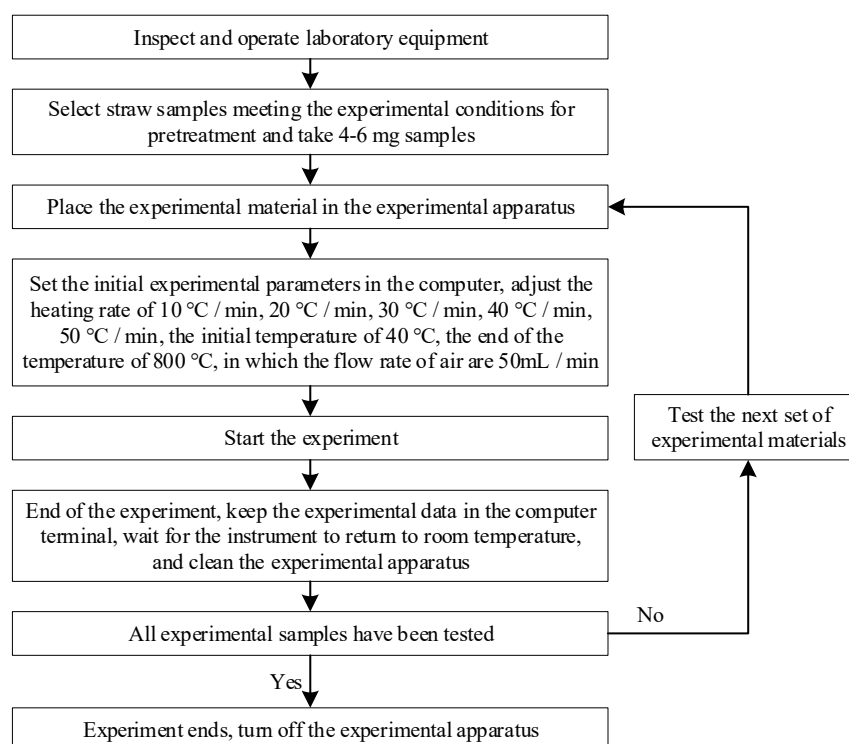 Inspect and operate laboratory equipment
Select straw samples meeting the experimental conditions for
pretreatment and take 4-6 mg samples
Place the experimental material in the experimental apparatus
Set the initial experimental parameters in the computer, adjust the
heating rate of 10 °C / min, 20 °C / min, 30 °C / min, 40 °C / min,
50 °C / min, the initial temperature of 40 °C, the end of the
temperature of 800 °C, in which the flow rate of air are 50mL / min
Start the experiment
End of the experiment, keep the experimental data in the computer
terminal, wait for the instrument to return to room temperature,
and clean the experimental apparatus
All experimental samples have been tested
No
Test the next set of
experimental materials
Yes
Experiment ends, turn off the experimental apparatus